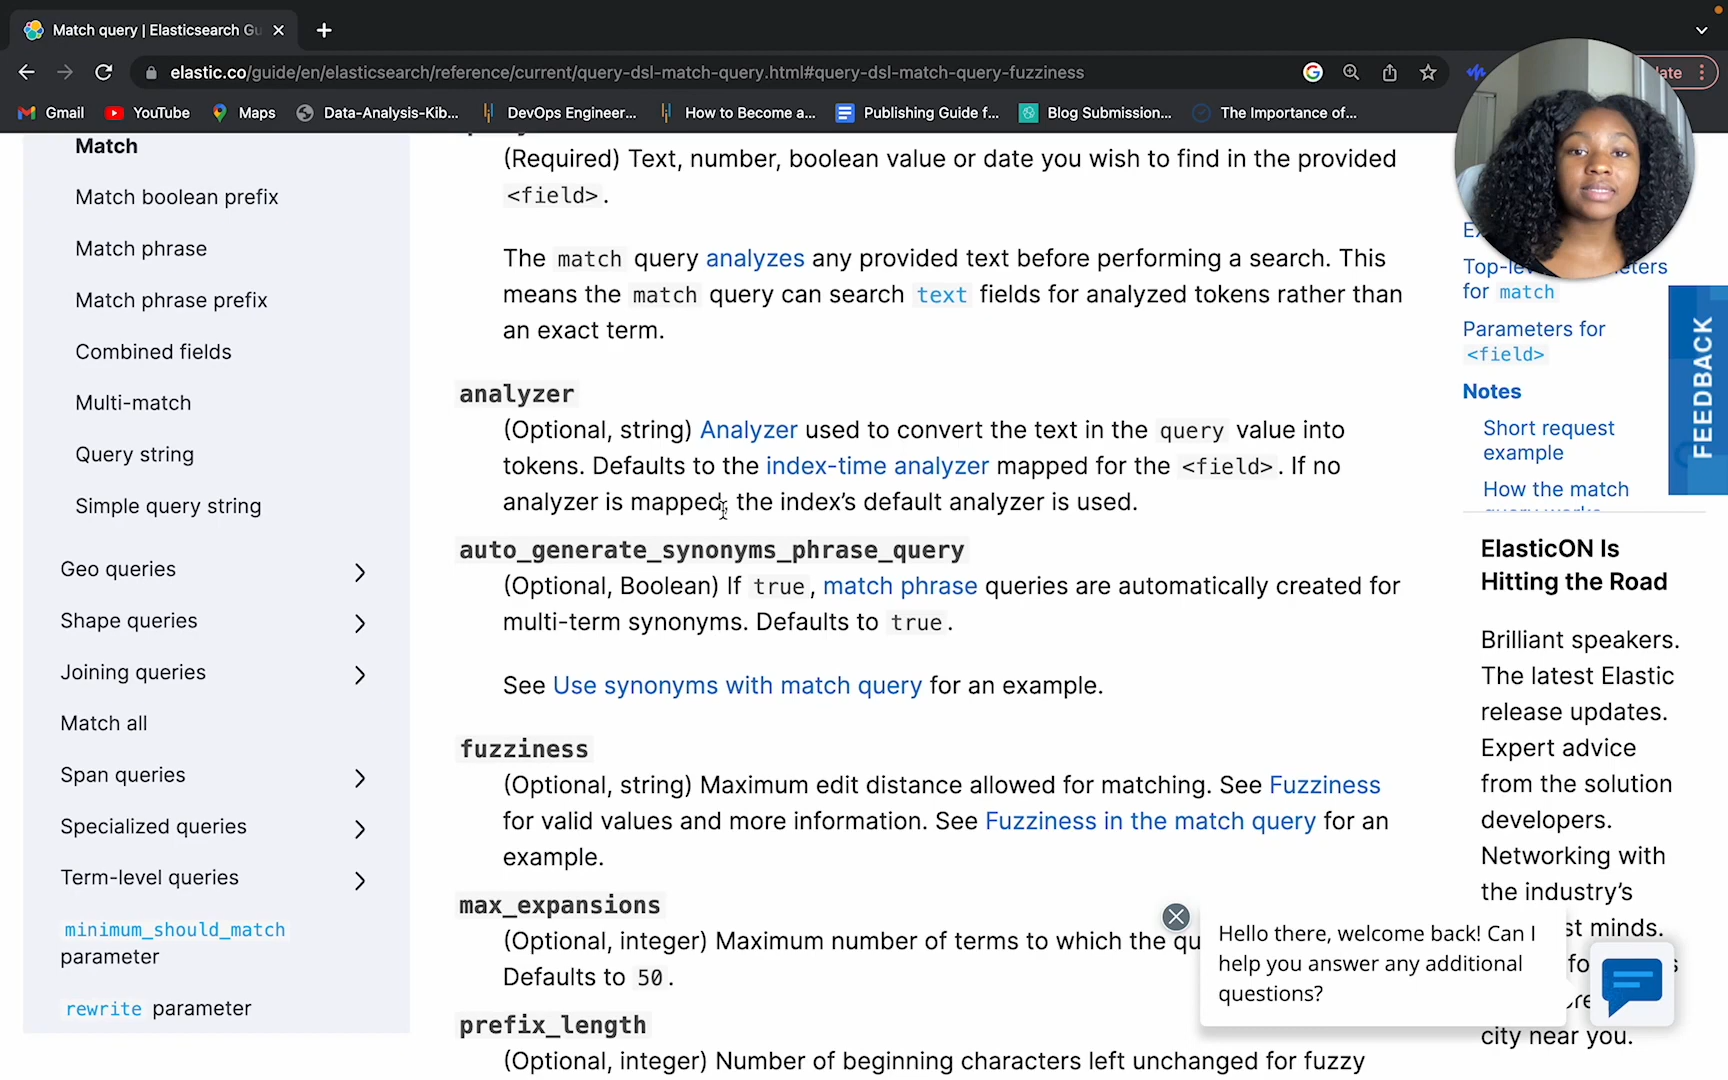 Match query | Elasticsearch Gu
elastic.co/guide/en/elasticsearch/reference/current/query-dsl-match-query.html#query-dsl-match-query-fuzziness
Gmail
YouTube
Maps
Data-Analysis-Kib...
DevOps Engineer...
How to Become a...
Publishing Guide f...
Blog Submission...
The Importance of...
Match
Match boolean prefix
Match phrase
Match phrase prefix
Combined fields
Multi-match
Query string
Simple query string
Geo queries
Shape queries
Joining queries
Match all
Span queries
Specialized queries
Term-level queries
minimum_should_match
parameter
rewrite parameter
(Required) Text, number, boolean value or date you wish to find in the provided
<field>.
The match query analyzes any provided text before performing a search. This
means the match query can search text fields for analyzed tokens rather than
an exact term.
analyzer
(Optional, string) Analyzer used to convert the text in the query value into
tokens. Defaults to the index-time analyzer mapped for the <field>. If no
analyzer is mapped, the index’s default analyzer is used.
auto_generate_synonyms_phrase_query
(Optional, Boolean) If true, match phrase queries are automatically created for
multi-term synonyms. Defaults to true.
See Use synonyms with match query for an example.
fuzziness
(Optional, string) Maximum edit distance allowed for matching. See Fuzziness
for valid values and more information. See Fuzziness in the match query for an
example.
max_expansions
(Optional, integer) Maximum number of terms to which the qu
Defaults to 50.
prefix_length
(Optional, integer) Number of beginning characters left unchanged for fuzzy
for match
Parameters for
<field>
Notes
Short request
example
How the match
FEEDBACK
ElasticON Is
Hitting the Road
Brilliant speakers.
The latest Elastic
release updates.
Expert advice
from the solution
developers.
Networking with
the industry’s
minds.
city near you.
Hello there, welcome back! Can I
help you answer any additional
questions?